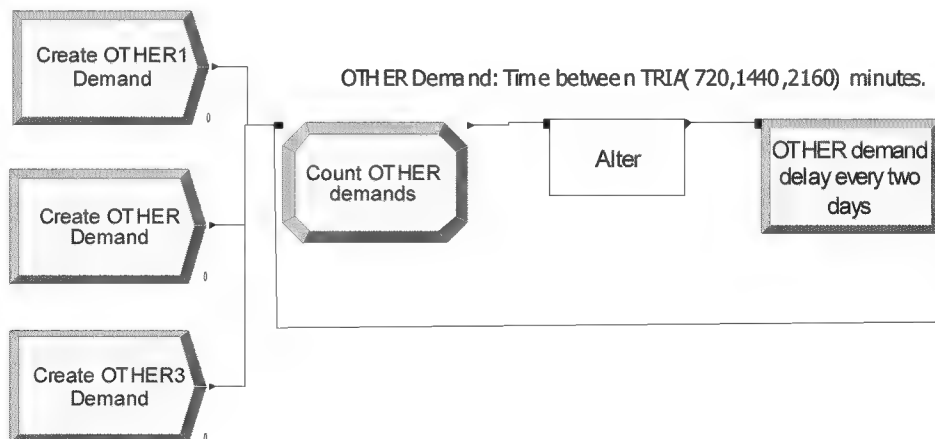 Create OTHER1
Demand
0
OTHER Demand: Time between TRIA( 720,1440,2160) minutes.
Count OTHER
demands
Alter
OTHER demand
delay every two
days
Create OTHER
Demand
0
Create OTHER3
Demand
0